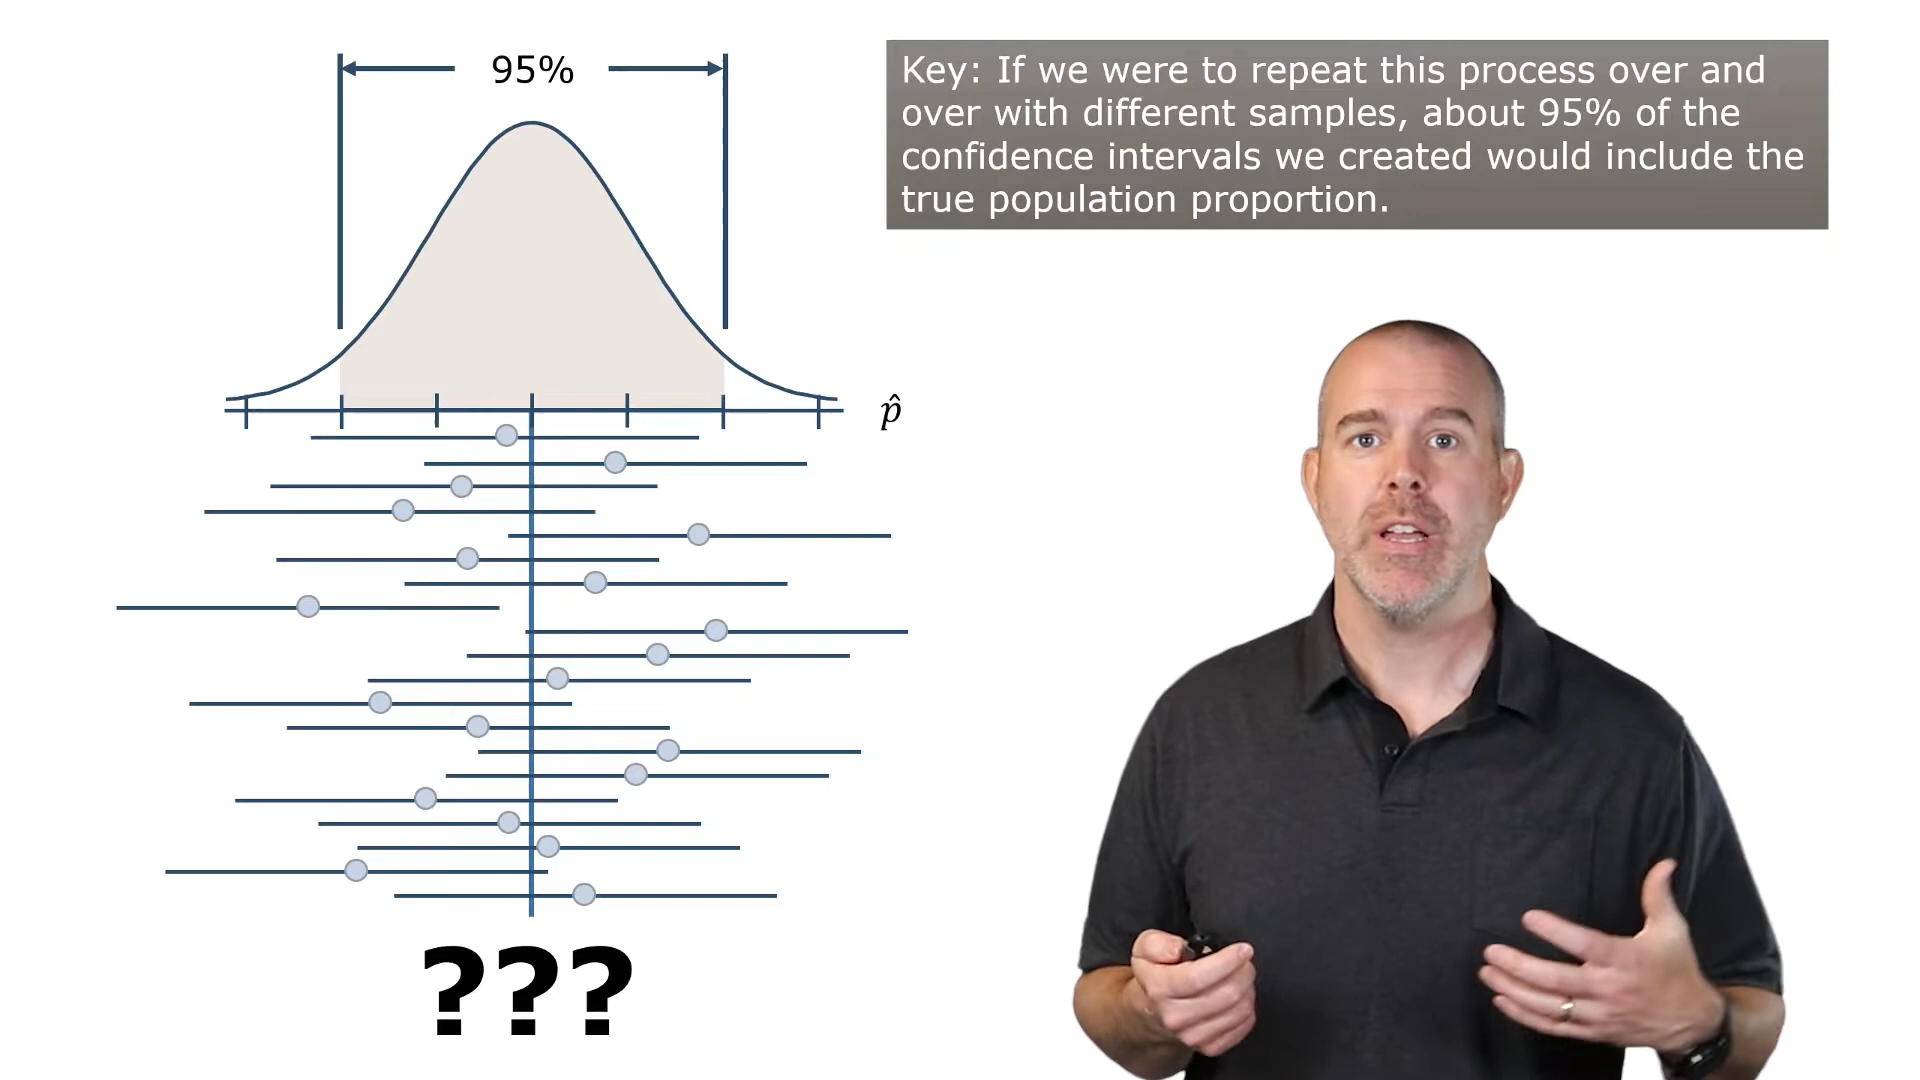 95%
Key: If we were to repeat this process over and
over with different samples, about 95% of the
confidence intervals we created would include the
true population proportion.
p̂
???